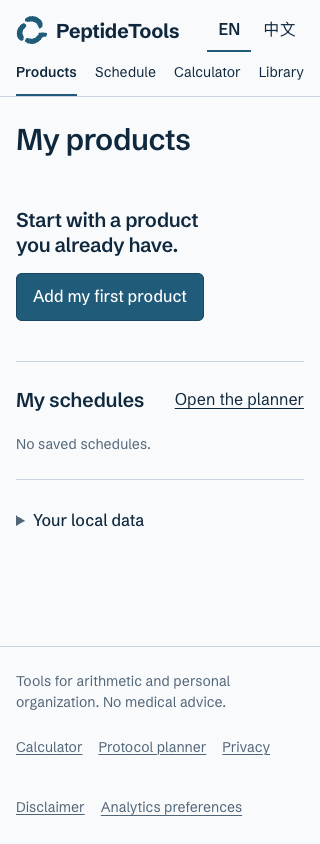 PeptideTools
EN 中文
Products Schedule Calculator Library
My products
Start with a product
you already have.
Add my first product
My schedules Open the planner
No saved schedules.
Your local data
Tools for arithmetic and personal
organization. No medical advice.
Calculator Protocol planner Privacy
Disclaimer Analytics preferences